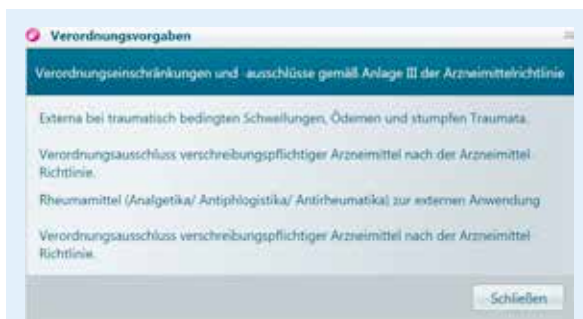 Verordnungsvorgaben
Verordnungseinschränkungen und -ausschlüsse gemäß Anlage III der Arzneimittelrichtlinie
Externa bei traumatisch bedingten Schwellungen, Ödemen und stumpfen Traumata.
Verordnungsausschluss verschreibungspflichtiger Arzneimittel nach der Arzneimittel-
Richtlinie.
Rheumamittel (Analgetika/ Antiphlogistika/ Antirheumatika) zur externen Anwendung
Verordnungsausschluss verschreibungspflichtiger Arzneimittel nach der Arzneimittel-
Richtlinie.
Schließen